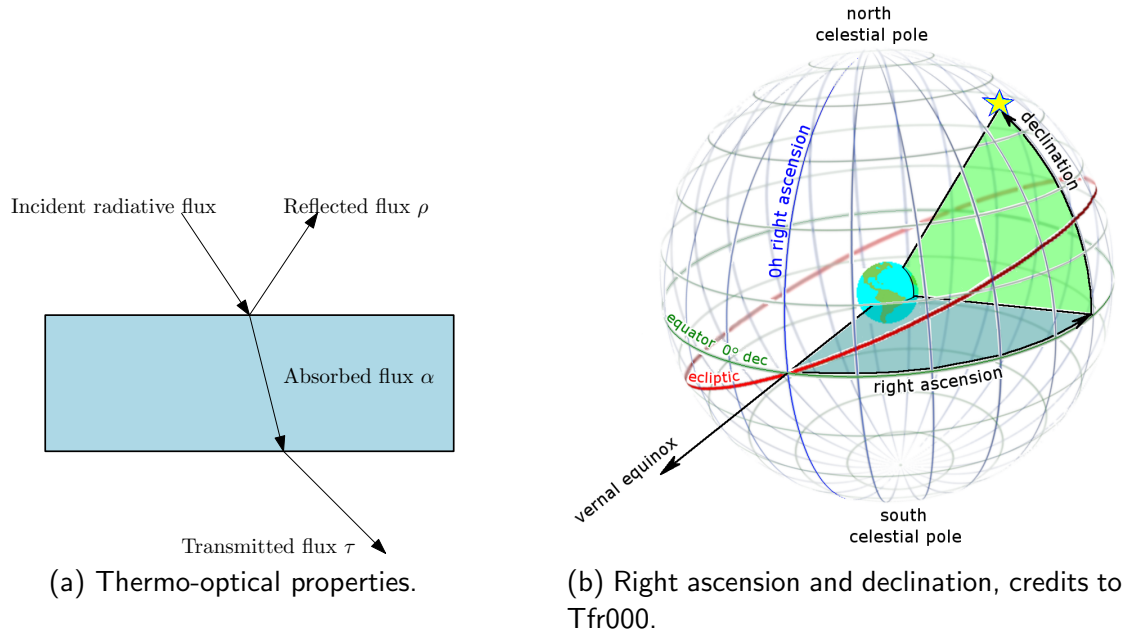 Incident radiative flux
Reflected flux ρ
Absorbed flux α
Transmitted flux τ
(a) Thermo-optical properties.
north
celestial pole
0h right ascension
declination
equator 0° dec
ecliptic
right ascension
vernal equinox
south
celestial pole
(b) Right ascension and declination, credits to
Tfr000.